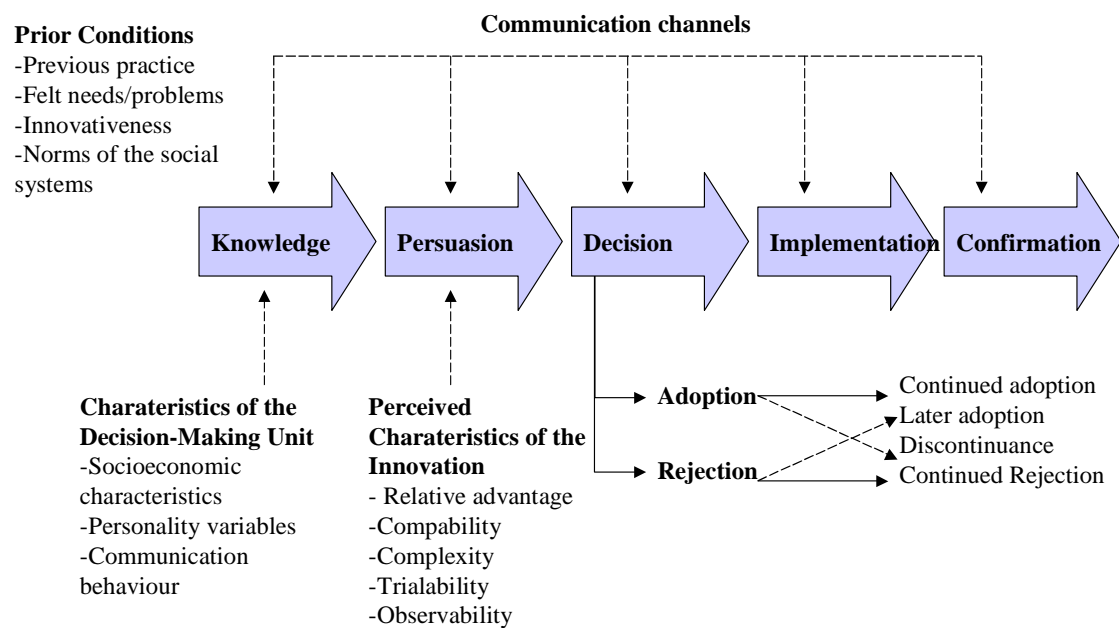 Communication channels
Prior Conditions
-Previous practice
-Felt needs/problems
-Innovativeness
-Norms of the social
systems
Knowledge
Persuasion
Decision
Implementation
Confirmation
Charateristics of the
Decision-Making Unit
-Socioeconomic
characteristics
-Personality variables
-Communication
behaviour
Perceived
Charateristics of the
Innovation
- Relative advantage
-Compability
-Complexity
-Trialability
-Observability
Adoption
Rejection
Continued adoption
Later adoption
Discontinuance
Continued Rejection